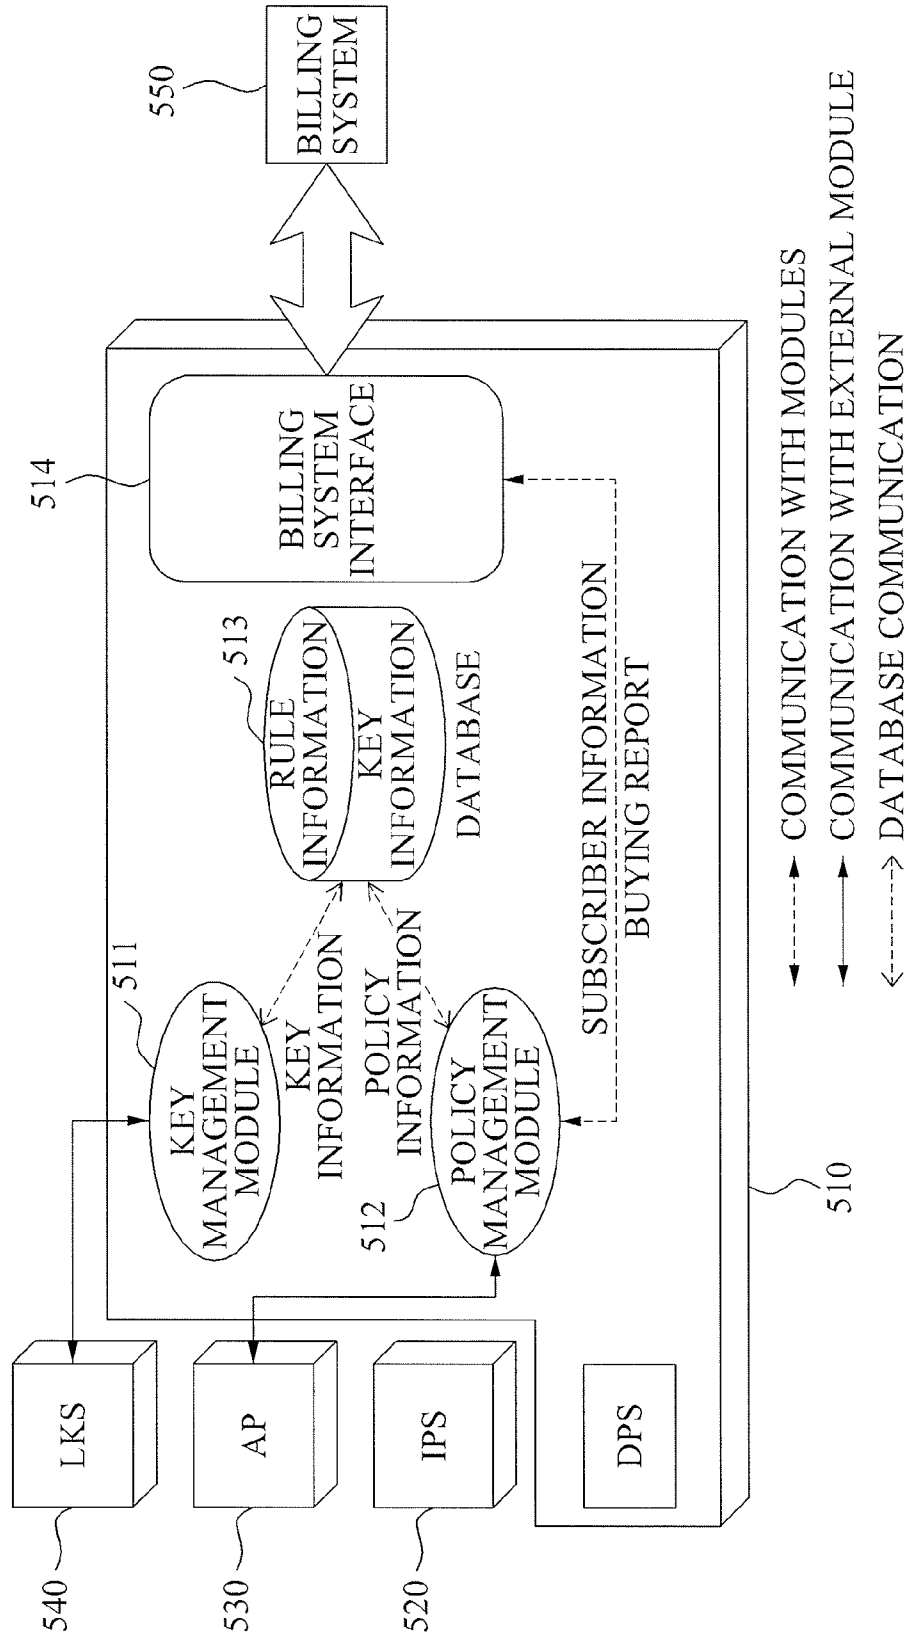 540
LKS
530
AP
520
IPS
DPS
510
511
KEY
MANAGEMENT
MODULE
512
POLICY
MANAGEMENT
MODULE
KEY
INFORMATION
POLICY
INFORMATION
513
RULE
INFORMATION
KEY
INFORMATION
DATABASE
514
BILLING
SYSTEM
INTERFACE
550
BILLING
SYSTEM
SUBSCRIBER INFORMATION
BUYING REPORT
COMMUNICATION WITH MODULES
COMMUNICATION WITH EXTERNAL MODULE
DATABASE COMMUNICATION